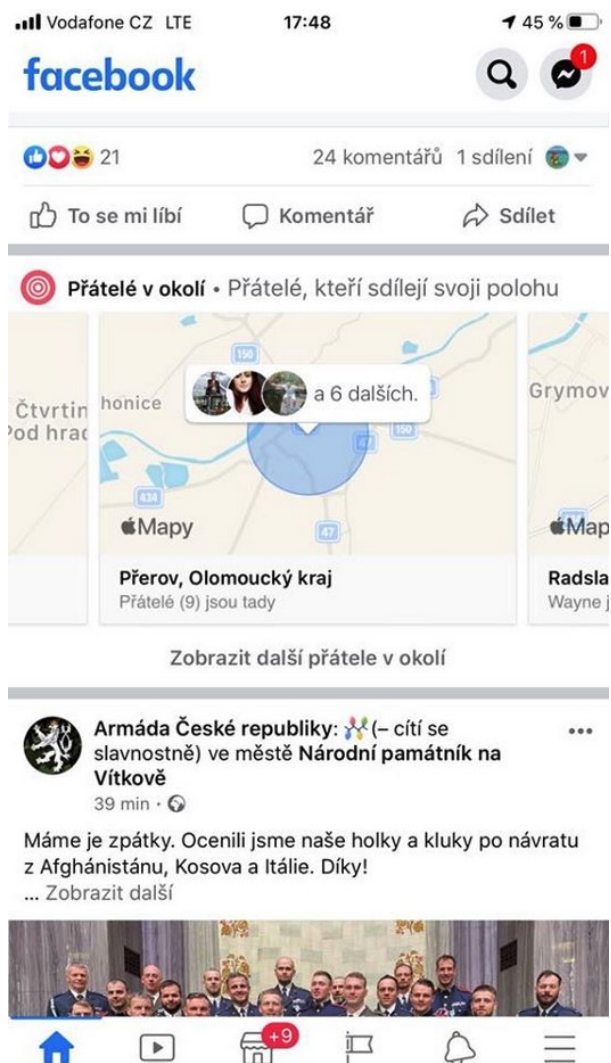 Vodafone CZ LTE 17:48 45 %
facebook
1
21 24 komentářů 1 sdílení
To se mi líbí Komentář Sdílet
Přátelé v okolí • Přátelé, kteří sdílejí svoji polohu
150
a 6 dalších.
Čtvrtin honice Grymov
Pod hrad
47 150
434
Mapy 47 Map
Přerov, Olomoucký kraj Radsla
Přátelé (9) jsou tady Wayne j
Zobrazit další přátele v okolí
Armáda České republiky: (– cítí se
slavnostně) ve městě Národní památník na
Vítkově
39 min ·
Máme je zpátky. Ocenili jsme naše holky a kluky po návratu
z Afghánistánu, Kosova a Itálie. Díky!
... Zobrazit další
+9